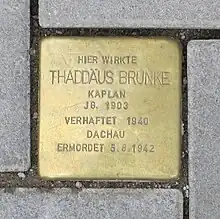 HIER WIRKTE
THADDÄUS BRUNKE
KAPLAN
JG. 1903
VERHAFTET 1940
DACHAU
ERMORDET 5.8.1942